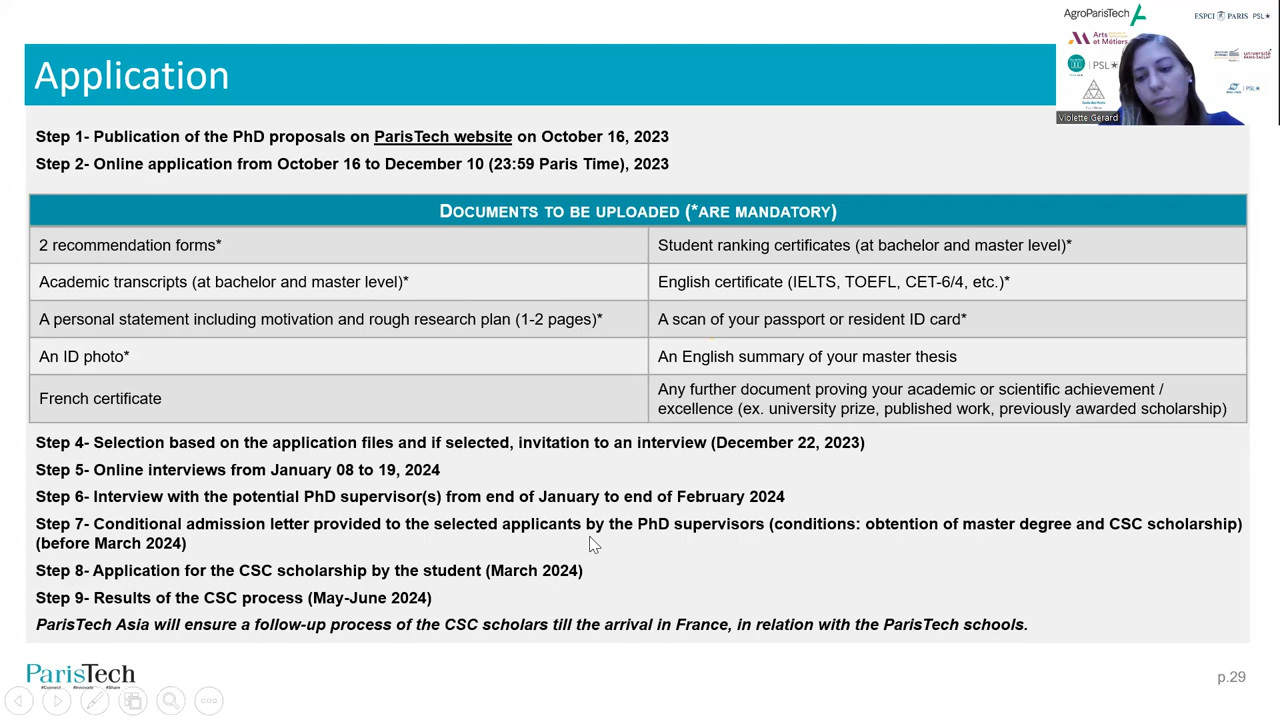 AgroParisTech
ESPCI PARIS PSL
Arts
et Métiers
PSL
PSL
Violette Gerard
Application
Step 1- Publication of the PhD proposals on ParisTech website on October 16, 2023
Step 2- Online application from October 16 to December 10 (23:59 Paris Time), 2023
DOCUMENTS TO BE UPLOADED (*ARE MANDATORY)
2 recommendation forms*
Student ranking certificates (at bachelor and master level)*
Academic transcripts (at bachelor and master level)*
English certificate (IELTS, TOEFL, CET-6/4, etc.)*
A personal statement including motivation and rough research plan (1-2 pages)*
A scan of your passport or resident ID card*
An ID photo*
An English summary of your master thesis
French certificate
Any further document proving your academic or scientific achievement /
excellence (ex. university prize, published work, previously awarded scholarship)
Step 4- Selection based on the application files and if selected, invitation to an interview (December 22, 2023)
Step 5- Online interviews from January 08 to 19, 2024
Step 6- Interview with the potential PhD supervisor(s) from end of January to end of February 2024
Step 7- Conditional admission letter provided to the selected applicants by the PhD supervisors (conditions: obtention of master degree and CSC scholarship)
(before March 2024)
Step 8- Application for the CSC scholarship by the student (March 2024)
Step 9- Results of the CSC process (May-June 2024)
ParisTech Asia will ensure a follow-up process of the CSC scholars till the arrival in France, in relation with the ParisTech schools.
ParisTech
#Connect #Innovate #Share
p.29